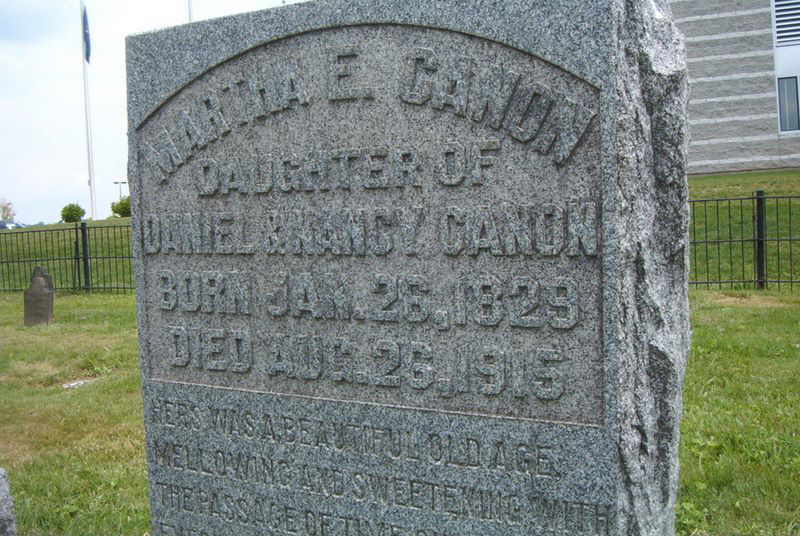 MARTHA E. CANON
DAUGHTER OF
DANIEL & NANCY CANON
BORN JAN. 26, 1829
DIED AUG. 26, 1915
HERS WAS A BEAUTIFUL OLD AGE,
MELLOWING AND SWEETENING WITH
THE PASSAGE OF TIME